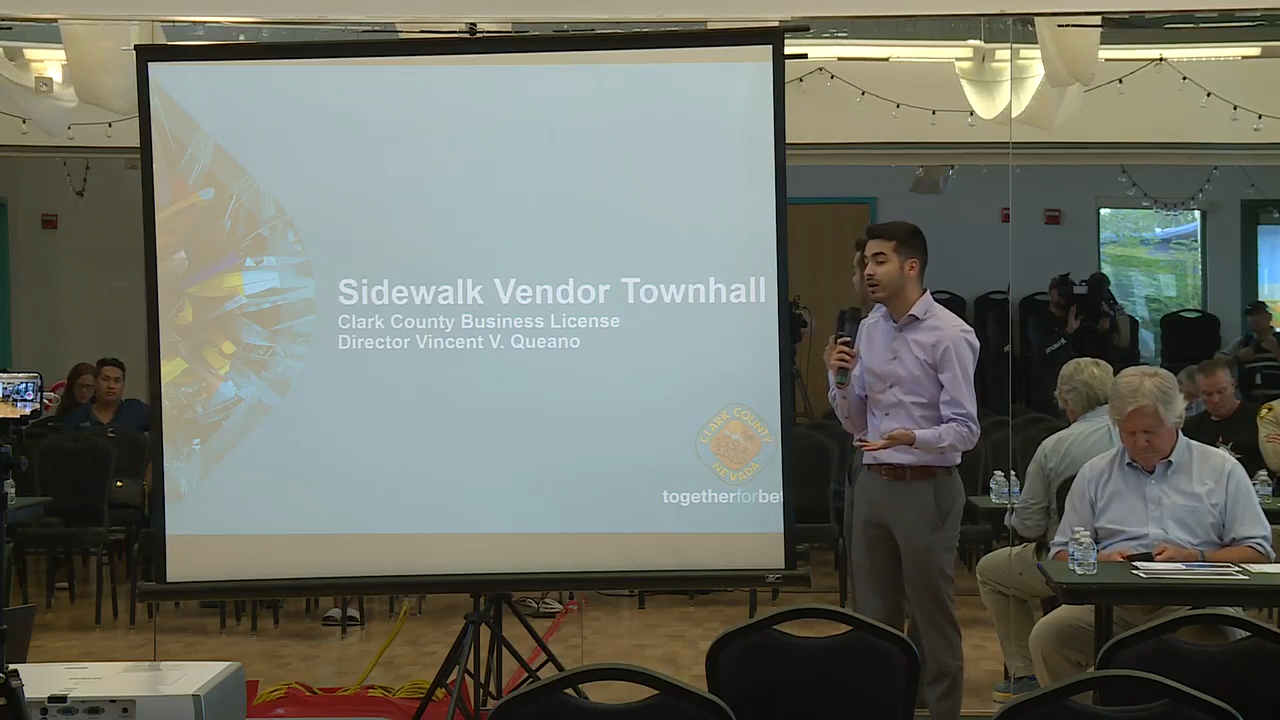 Sidewalk Vendor Townhall
Clark County Business License
Director Vincent V. Queano
CLARK COUNTY
NEVADA
togetherforbet